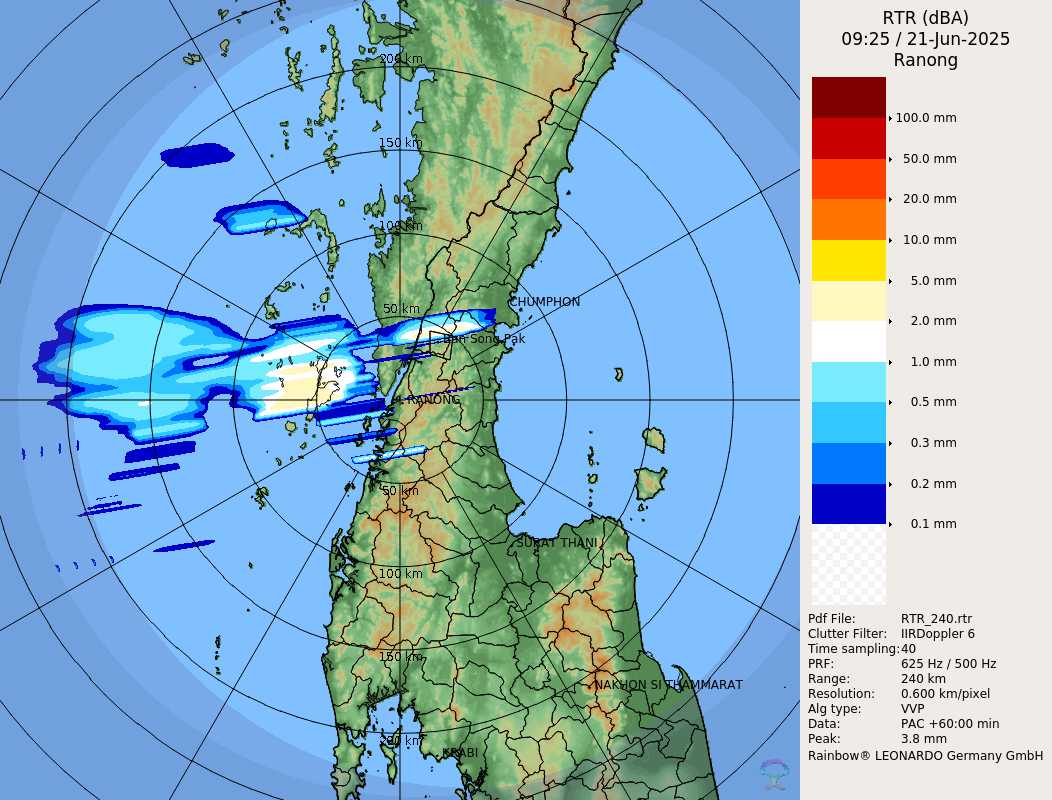 200 km
150 km
100 km
50 km
CHUMPHON
Ban Song Pak
RANONG
50 km
SURAT THANI
100 km
150 km
NAKHON SI THAMMARAT
200 km
KRABI
RTR (dBA)
09:25 / 21-Jun-2025
Ranong
100.0 mm
50.0 mm
20.0 mm
10.0 mm
5.0 mm
2.0 mm
1.0 mm
0.5 mm
0.3 mm
0.2 mm
0.1 mm
Pdf File: RTR_240.rtr
Clutter Filter: IIRDoppler 6
Time sampling:40
PRF: 625 Hz / 500 Hz
Range: 240 km
Resolution: 0.600 km/pixel
Alg type: VVP
Data: PAC +60:00 min
Peak: 3.8 mm
Rainbow® LEONARDO Germany GmbH